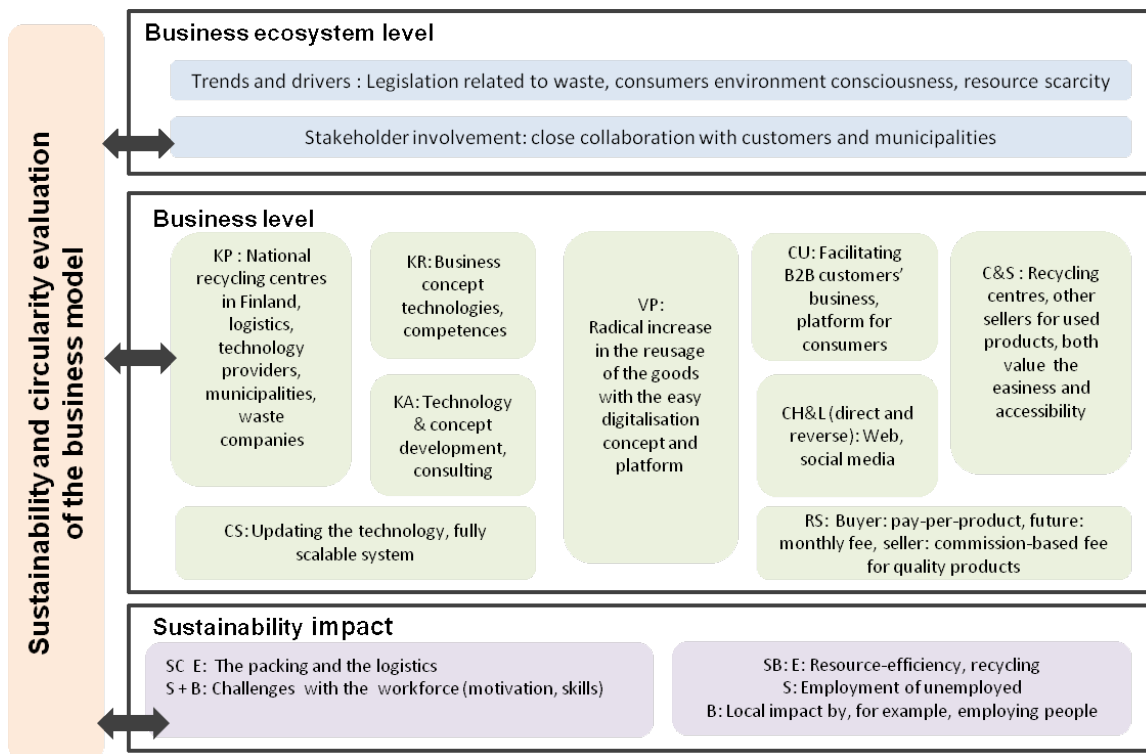 Sustainability and circularity evaluation
of the business model
Business ecosystem level
Trends and drivers : Legislation related to waste, consumers environment consciousness, resource scarcity
Stakeholder involvement: close collaboration with customers and municipalities
Business level
KP : National
recycling centres
in Finland,
logistics,
technology
providers,
municipalities,
waste
companies
KR: Business
concept
technologies,
competences
KA: Technology
& concept
development,
consulting
VP:
Radical increase
in the reusage
of the goods
with the easy
digitalisation
concept and
platform
CU: Facilitating
B2B customers'
business,
platform for
consumers
CH&L (direct and
reverse): Web,
social media
C&S : Recycling
centres, other
sellers for used
products, both
value the
easiness and
accessibility
CS: Updating the technology, fully
scalable system
RS: Buyer: pay-per-product, future:
monthly fee, seller: commission-based fee
for quality products
Sustainability impact
SC E: The packing and the logistics
S + B: Challenges with the workforce (motivation, skills)
SB: E: Resource-efficiency, recycling
S: Employment of unemployed
B: Local impact by, for example, employing people